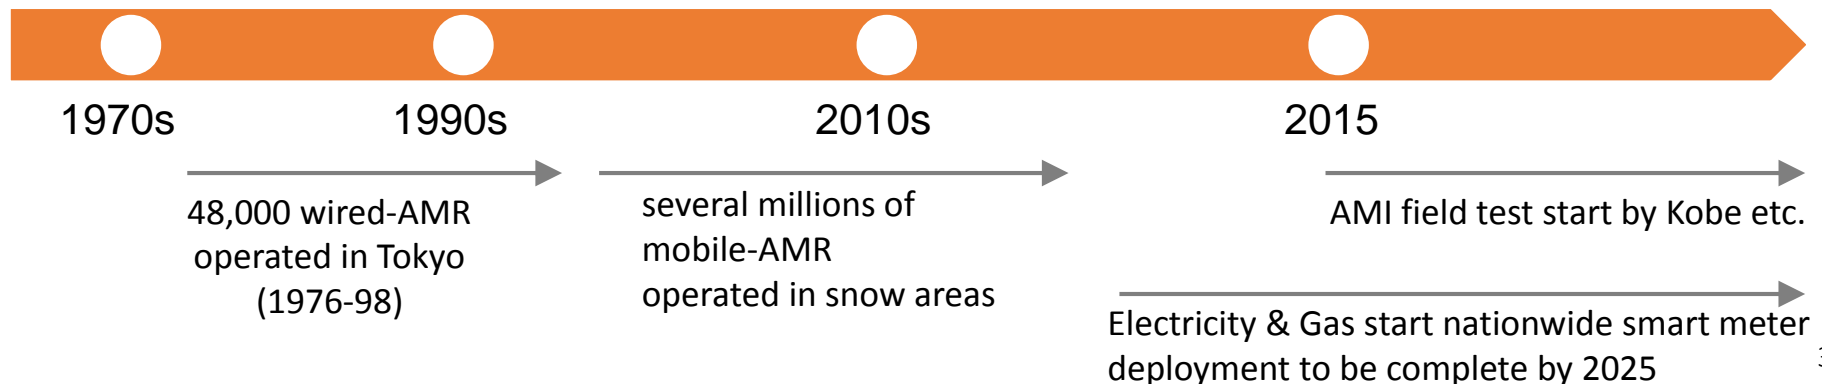 1970s
1990s
2010s
2015
48,000 wired-AMR
operated in Tokyo
(1976-98)
several millions of
mobile-AMR
operated in snow areas
AMI field test start by Kobe etc.
Electricity & Gas start nationwide smart meter
deployment to be complete by 2025